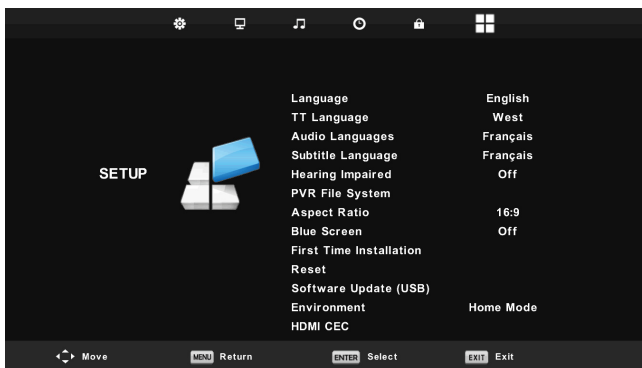 Language English
TT Language West
Audio Languages Français
Subtitle Language Français
SETUP
Hearing Impaired Off
PVR File System
Aspect Ratio 16:9
Blue Screen Off
First Time Installation
Reset
Software Update (USB)
Environment Home Mode
HDMI CEC
Move MENU Return ENTER Select EXIT Exit